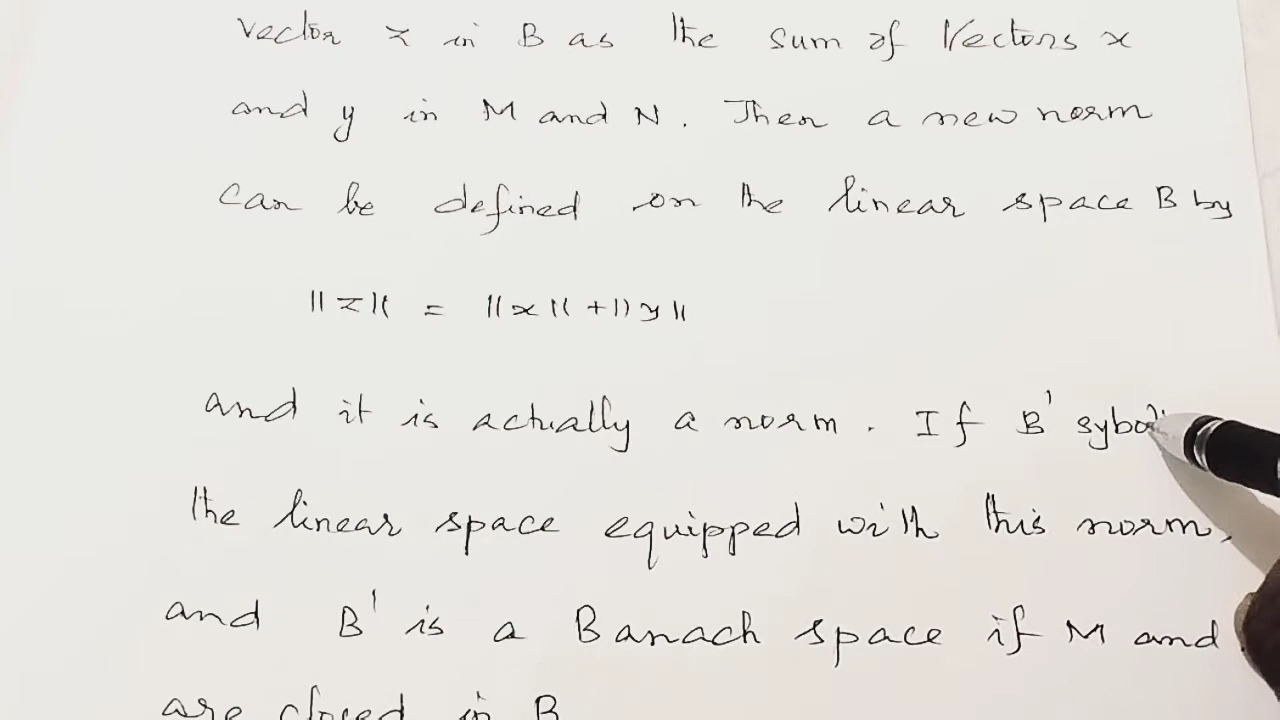 vector z in B as the sum of Vectors x
and y in M and N. Then a new norm
can be defined on the linear space B by
||z|| = ||x|| + ||y||
and it is actually a norm. If B'
the linear space equipped with this norm,
and B' is a Banach space if M and
are closed in B